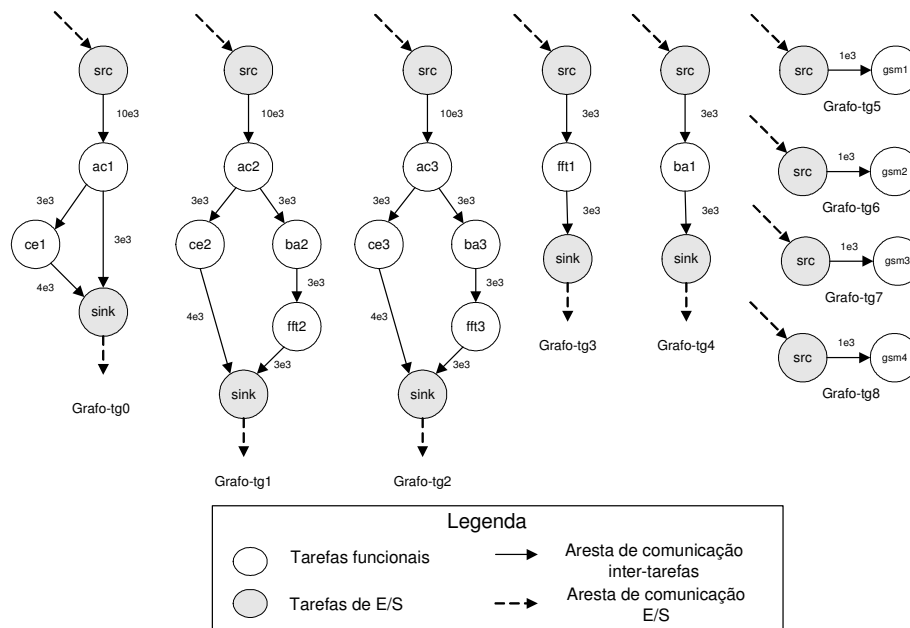 src
10e3
ac1
3e3
3e3
ce1
4e3
sink
Grafo-tg0
src
10e3
ac2
3e3
3e3
ce2
ba2
3e3
4e3
fft2
3e3
sink
Grafo-tg1
src
10e3
ac3
3e3
3e3
ce3
ba3
3e3
4e3
fft3
3e3
sink
Grafo-tg2
src
3e3
fft1
3e3
sink
Grafo-tg3
src
3e3
ba1
3e3
sink
Grafo-tg4
src
1e3
gsm1
Grafo-tg5
src
1e3
gsm2
Grafo-tg6
src
1e3
gsm3
Grafo-tg7
src
1e3
gsm4
Grafo-tg8
Legenda
Tarefas funcionais
Aresta de comunicação
inter-tarefas
Tarefas de E/S
Aresta de comunicação
E/S